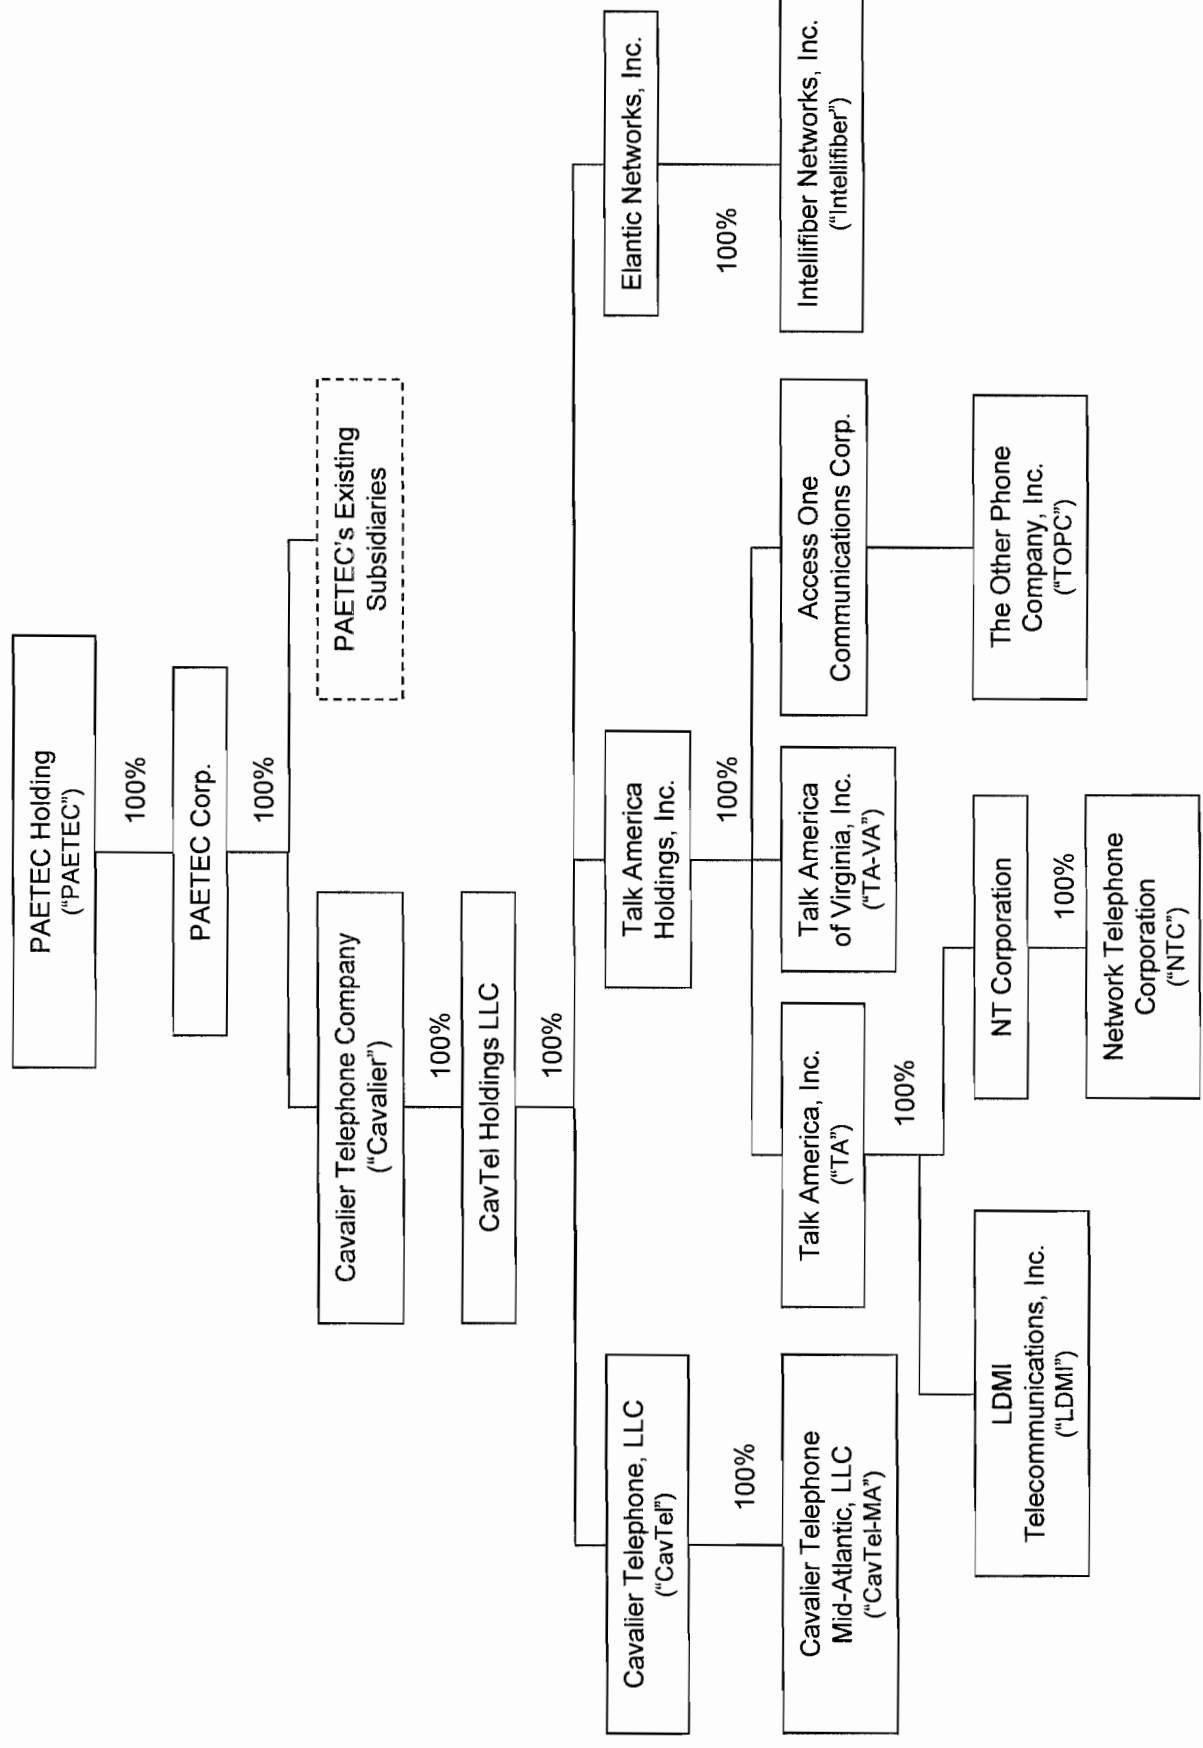 PAETEC Holding
("PAETEC")
100%
PAETEC Corp.
100%
Cavalier Telephone Company
("Cavalier")
PAETEC's Existing
Subsidiaries
100%
CavTel Holdings LLC
100%
Cavalier Telephone, LLC
("CavTel")
Talk America
Holdings, Inc.
Elantic Networks, Inc.
100%
100%
100%
Cavalier Telephone
Mid-Atlantic, LLC
("CavTel-MA")
Talk America, Inc.
("TA")
Talk America
of Virginia, Inc.
("TA-VA")
Access One
Communications Corp.
Intellifiber Networks, Inc.
("Intellifiber")
100%
LDMI
Telecommunications, Inc.
("LDMI")
NT Corporation
The Other Phone
Company, Inc.
("TOPC")
100%
Network Telephone
Corporation
("NTC")